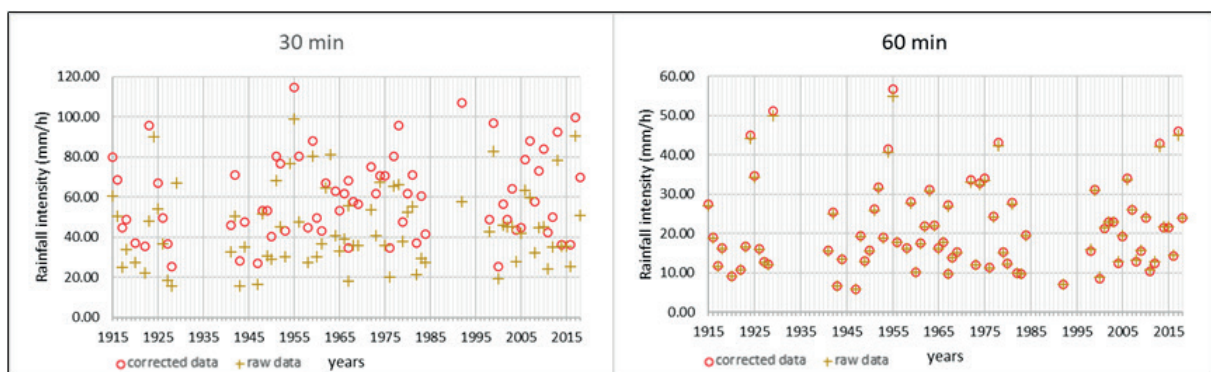 30 min
Rainfall intensity (mm/h)
120.00
100.00
80.00
60.00
40.00
20.00
0.00
1915 1925 1935 1945 1955 1965 1975 1985 1995 2005 2015
corrected data raw data years
60 min
Rainfall intensity (mm/h)
60.00
50.00
40.00
30.00
20.00
10.00
0.00
1915 1925 1935 1945 1955 1965 1975 1985 1995 2005 2015
corrected data raw data years